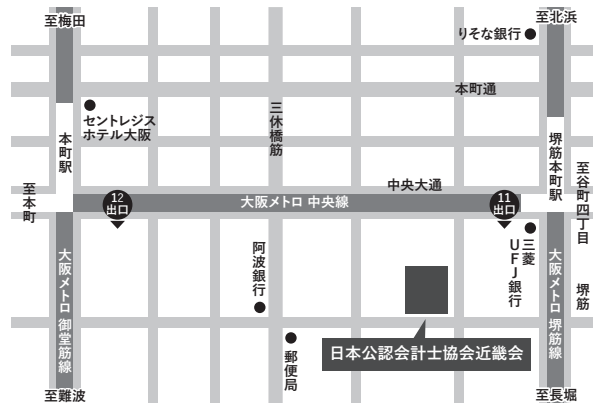 至梅田
至北浜
りそな銀行
本町通
セントレジス
ホテル大阪
三休橋筋
本町駅
堺筋本町駅
至谷町四丁目
至本町
中央大通
大阪メトロ 中央線
12
出口
11
出口
三菱
UFJ銀行
阿波銀行
堺筋
大阪メトロ 御堂筋線
大阪メトロ 堺筋線
郵便局
日本公認会計士協会近畿会
至難波
至長堀